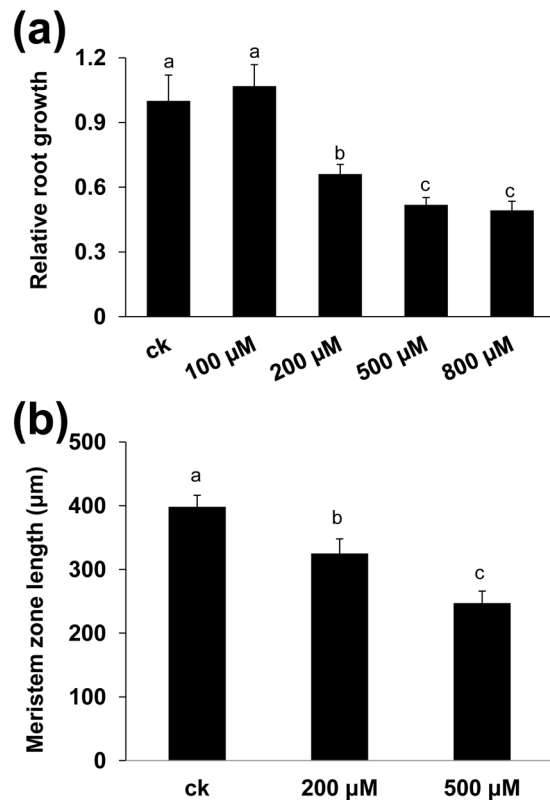 (a)
Relative root growth
1.2
0.9
0.6
0.3
0
a
a
b
c
c
ck
100 μM
200 μM
500 μM
800 μM
(b)
Meristem zone length (μm)
500
400
300
200
100
0
a
b
c
ck
200 μM
500 μM